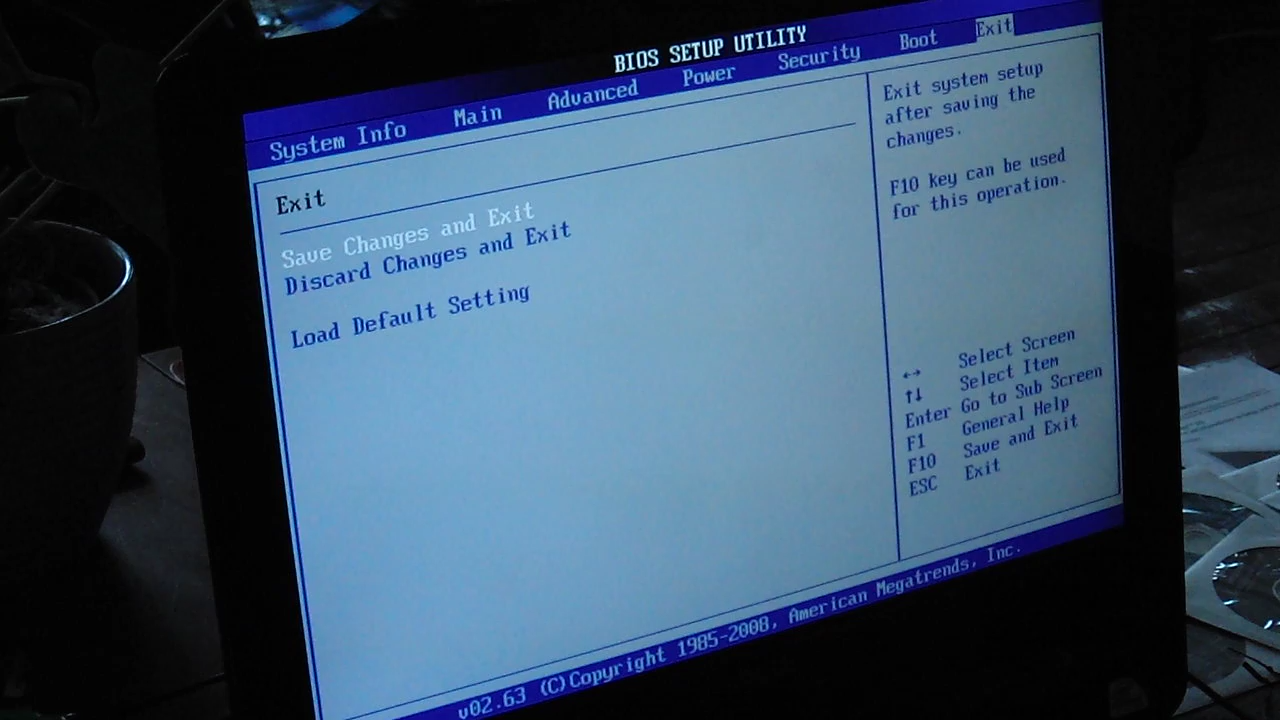 BIOS SETUP UTILITY
System Info Main Advanced Power Security Boot Exit
Exit
Save Changes and Exit
Discard Changes and Exit
Load Default Setting
Exit system setup
after saving the
changes.
F10 key can be used
for this operation.
↔ Select Screen
↑↓ Select Item
Enter Go to Sub Screen
F1 General Help
F10 Save and Exit
ESC Exit
v02.63 (C)Copyright 1985-2008, American Megatrends, Inc.